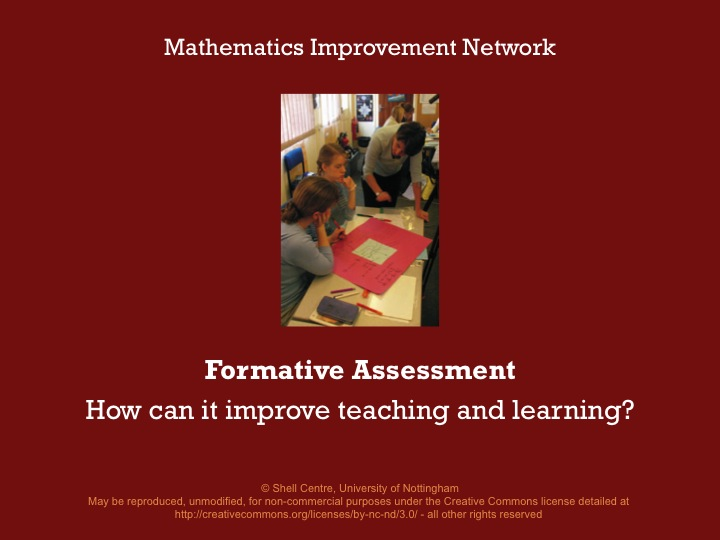 Mathematics Improvement Network
Formative Assessment
How can it improve teaching and learning?
© Shell Centre, University of Nottingham
May be reproduced, unmodified, for non-commercial purposes under the Creative Commons license detailed at
http://creativecommons.org/licenses/by-nc-nd/3.0/ - all other rights reserved